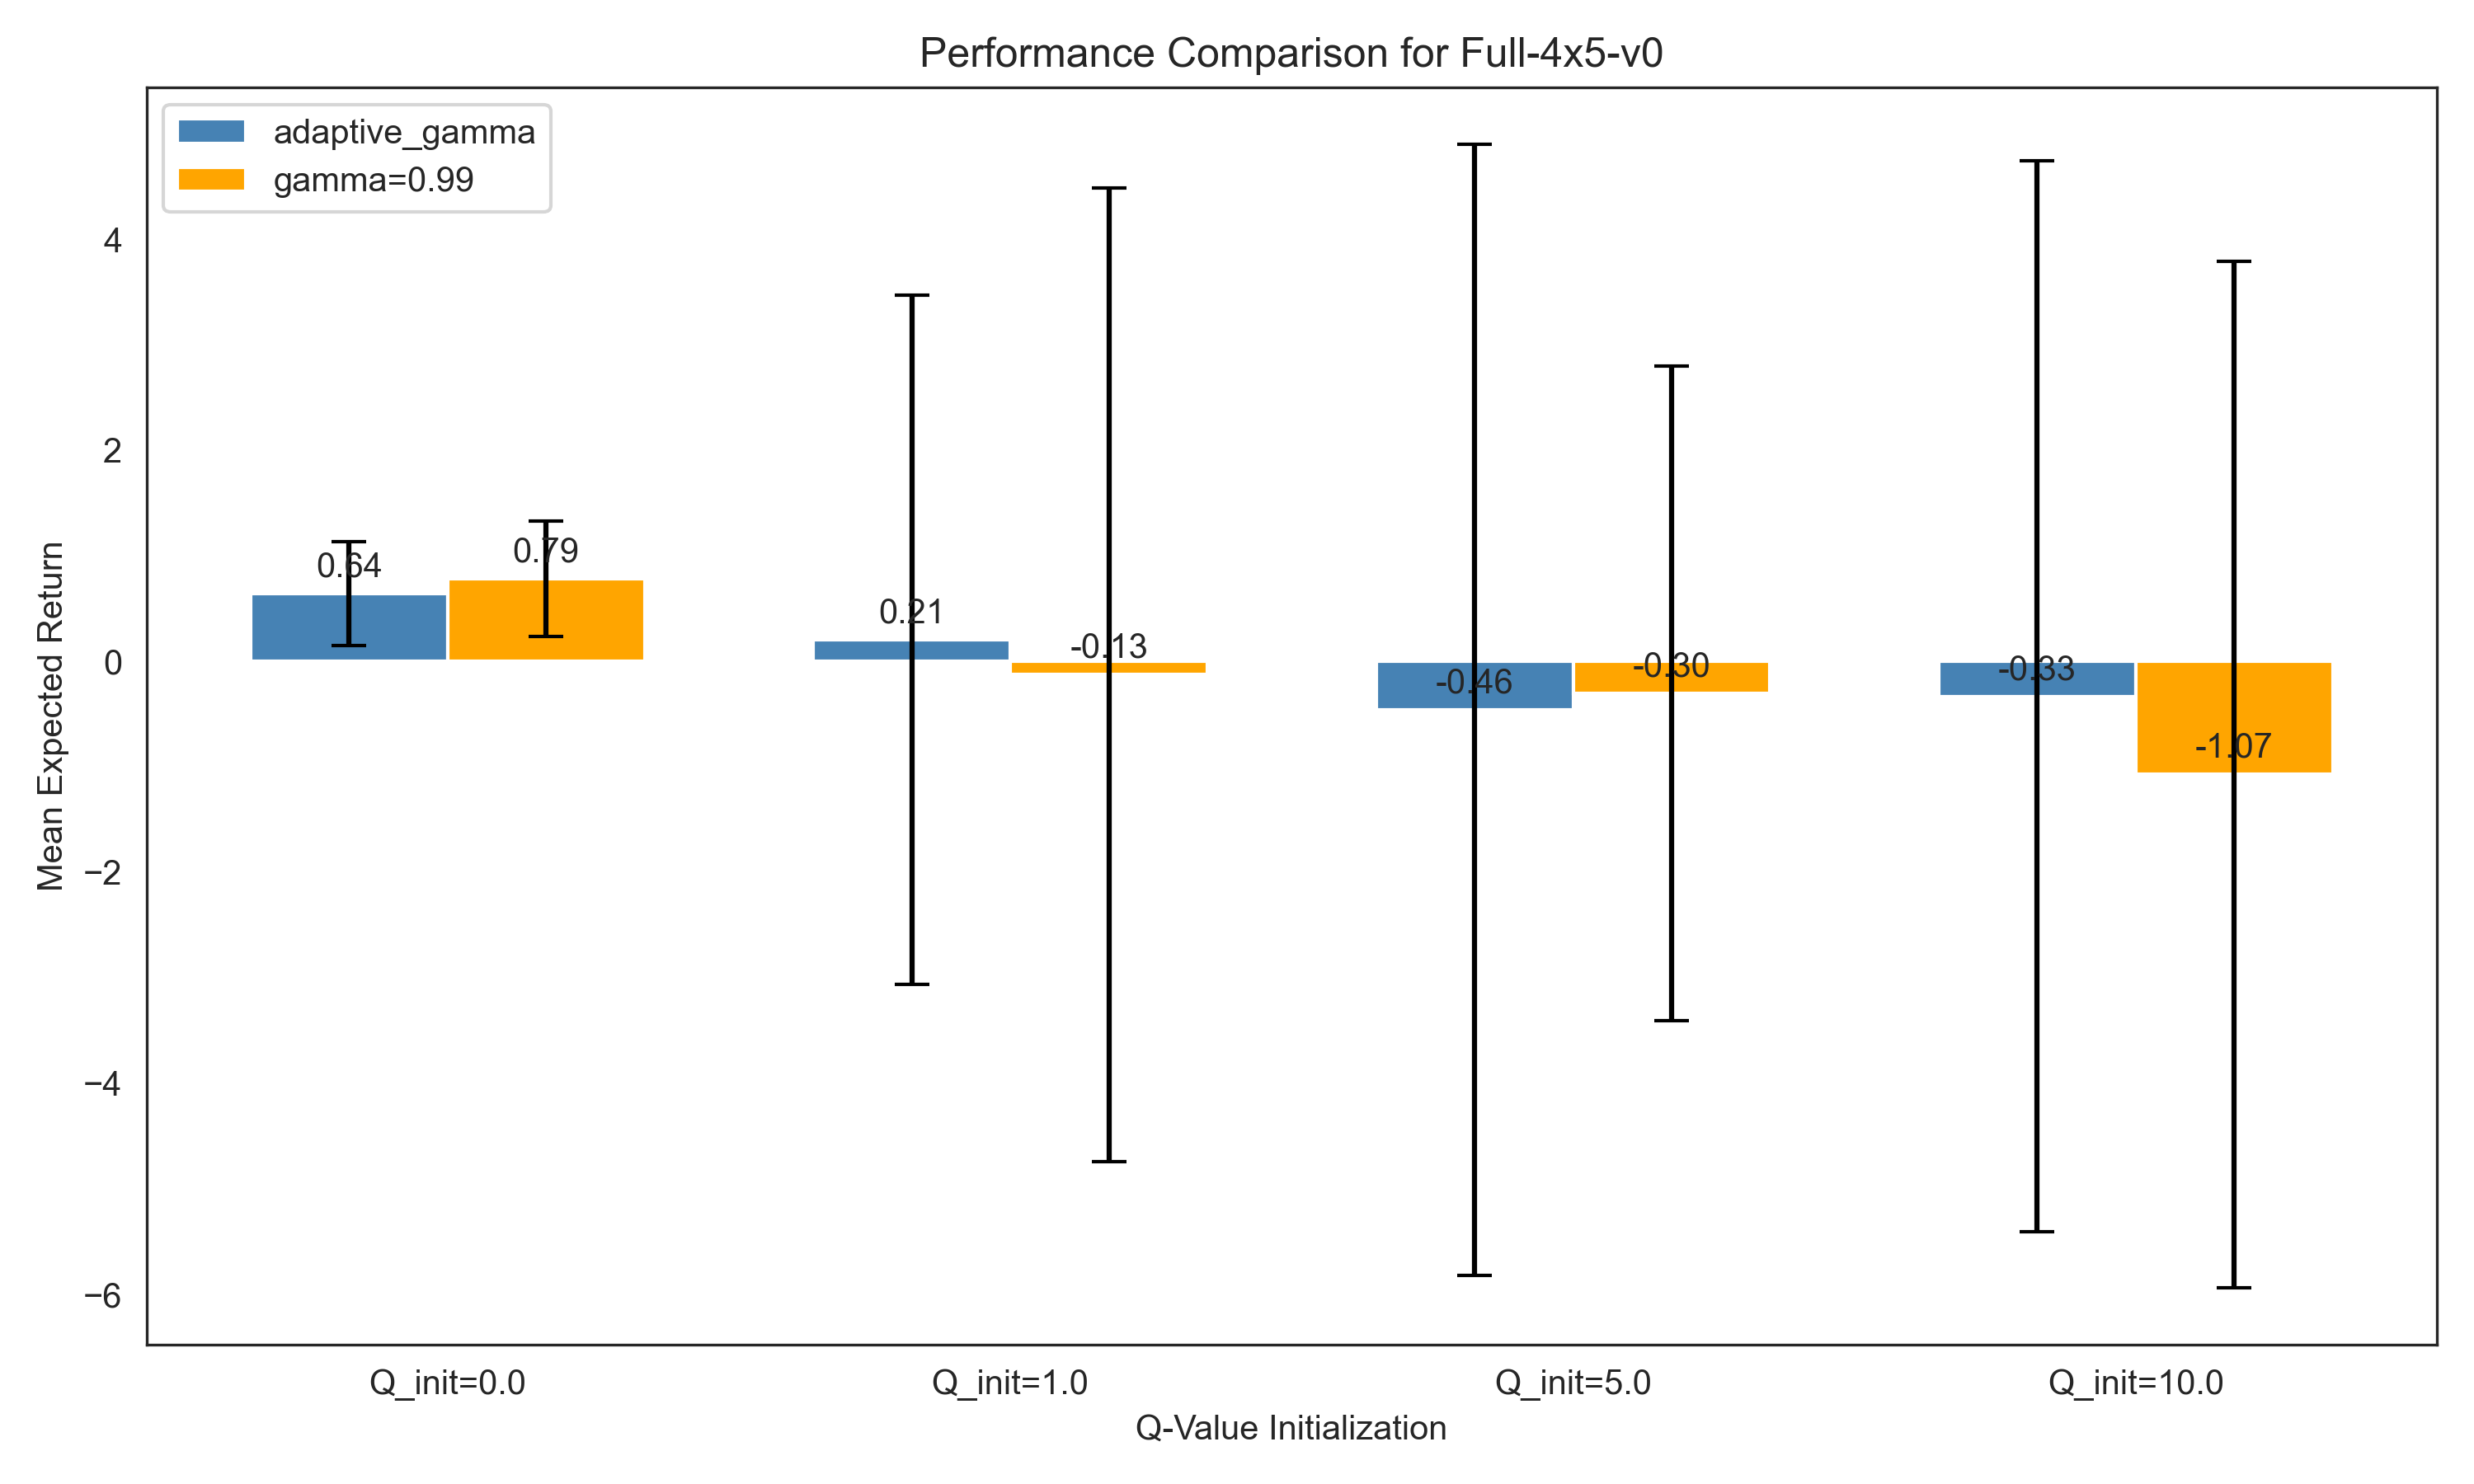 Performance Comparison for Full-4x5-v0
adaptive_gamma
gamma=0.99
Mean Expected Return
4
2
0
−2
−4
−6
0.64
0.79
0.21
-0.13
-0.46
-0.30
-0.33
-1.07
Q_init=0.0
Q_init=1.0
Q_init=5.0
Q_init=10.0
Q-Value Initialization